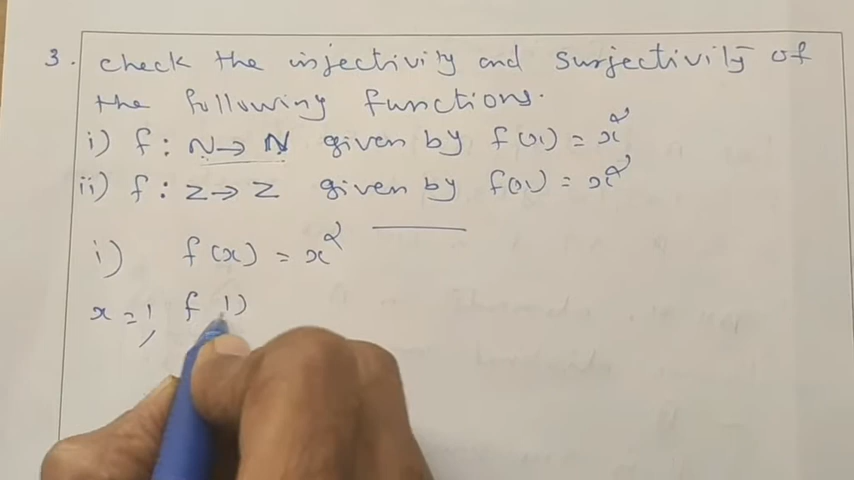 3. check the injectivity and surjectivity of
the following functions.
i) f : N → N given by f(x) = x²
ii) f : Z → Z given by f(x) = x²
i) f(x) = x²
x = 1, f 1)